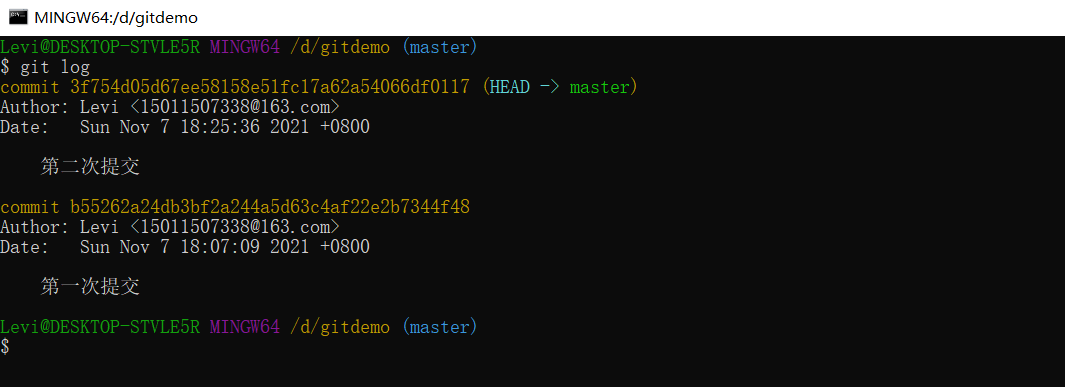 MINGW64:/d/gitdemo
Levi@DESKTOP-STVLE5R MINGW64 /d/gitdemo (master)
$ git log
commit 3f754d05d67ee58158e51fc17a62a54066df0117 (HEAD -> master)
Author: Levi <15011507338@163.com>
Date:   Sun Nov 7 18:25:36 2021 +0800
第二次提交
commit b55262a24db3bf2a244a5d63c4af22e2b7344f48
Author: Levi <15011507338@163.com>
Date:   Sun Nov 7 18:07:09 2021 +0800
第一次提交
Levi@DESKTOP-STVLE5R MINGW64 /d/gitdemo (master)
$